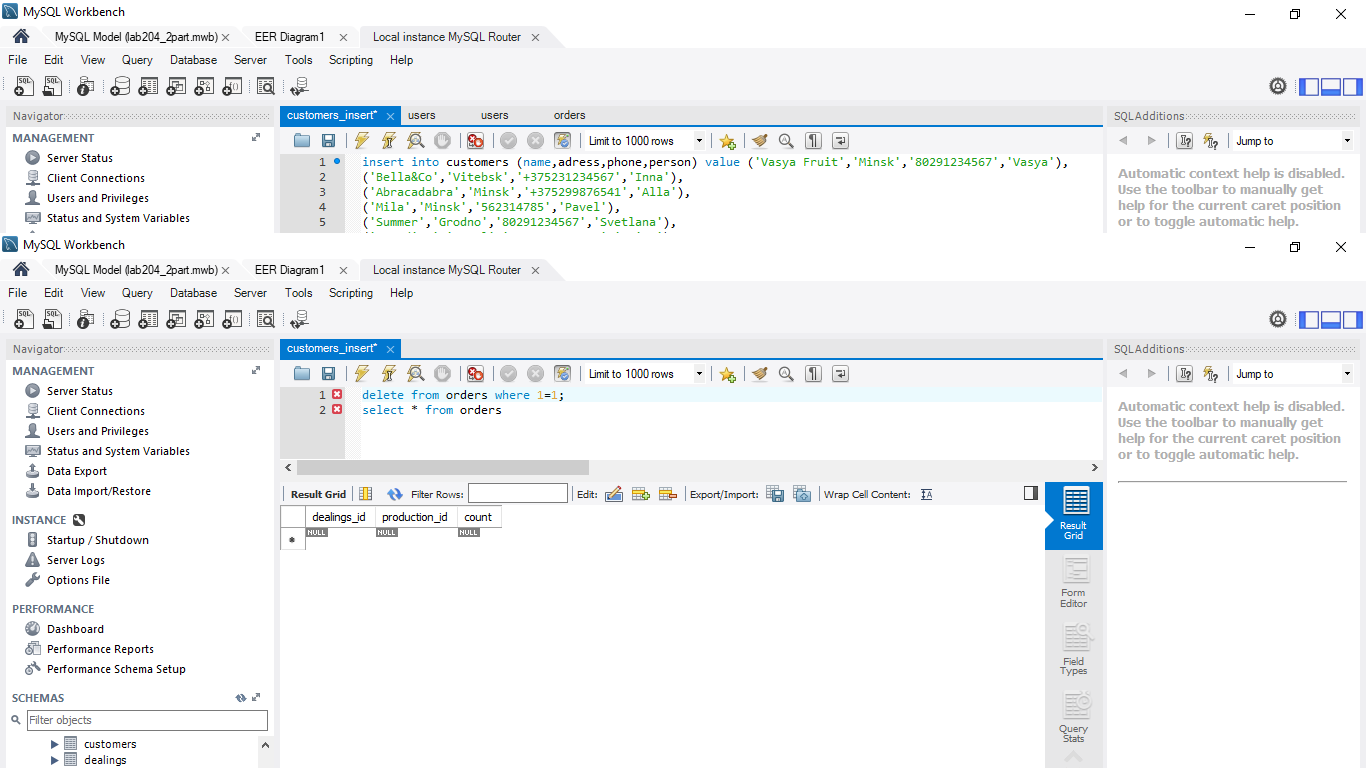 MySQL Workbench
MySQL Model (lab204_2part.mwb) EER Diagram1 Local instance MySQL Router
File Edit View Query Database Server Tools Scripting Help
Navigator
MANAGEMENT
Server Status
Client Connections
Users and Privileges
Status and System Variables
customers_insert* users users orders
Limit to 1000 rows
1 insert into customers (name,adress,phone,person) value ('Vasya Fruit','Minsk','80291234567','Vasya'),
2 ('Bella&Co','Vitebsk','+375231234567','Inna'),
3 ('Abracadabra','Minsk','+375299876541','Alla'),
4 ('Mila','Minsk','562314785','Pavel'),
5 ('Summer','Grodno','80291234567','Svetlana'),
SQLAdditions
Jump to
Automatic context help is disabled.
Use the toolbar to manually get
help for the current caret position
or to toggle automatic help.
MySQL Workbench
MySQL Model (lab204_2part.mwb) EER Diagram1 Local instance MySQL Router
File Edit View Query Database Server Tools Scripting Help
Navigator
MANAGEMENT
Server Status
Client Connections
Users and Privileges
Status and System Variables
Data Export
Data Import/Restore
INSTANCE
Startup / Shutdown
Server Logs
Options File
PERFORMANCE
Dashboard
Performance Reports
Performance Schema Setup
SCHEMAS
Filter objects
customers
dealings
customers_insert*
Limit to 1000 rows
1 delete from orders where 1=1;
2 select * from orders
Result Grid Filter Rows: Edit: Export/Import: Wrap Cell Content:
dealings_id production_id count
NULL NULL NULL
Result
Grid
Form
Editor
Field
Types
Query
Stats
SQLAdditions
Jump to
Automatic context help is disabled.
Use the toolbar to manually get
help for the current caret position
or to toggle automatic help.